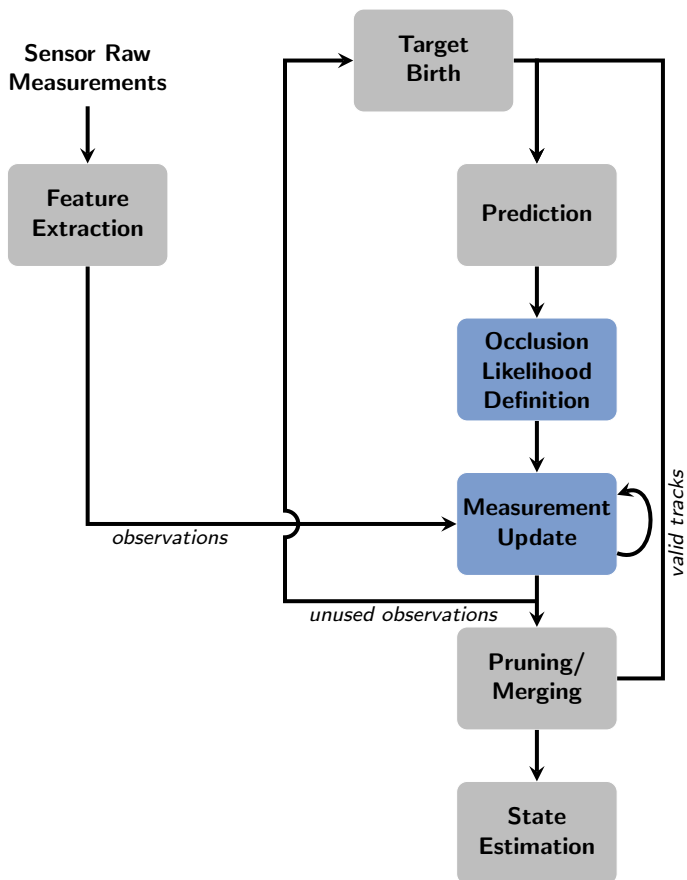 Sensor Raw
Measurements
Target
Birth
Feature
Extraction
Prediction
Occlusion
Likelihood
Definition
Measurement
Update
observations
valid tracks
unused observations
Pruning/
Merging
State
Estimation